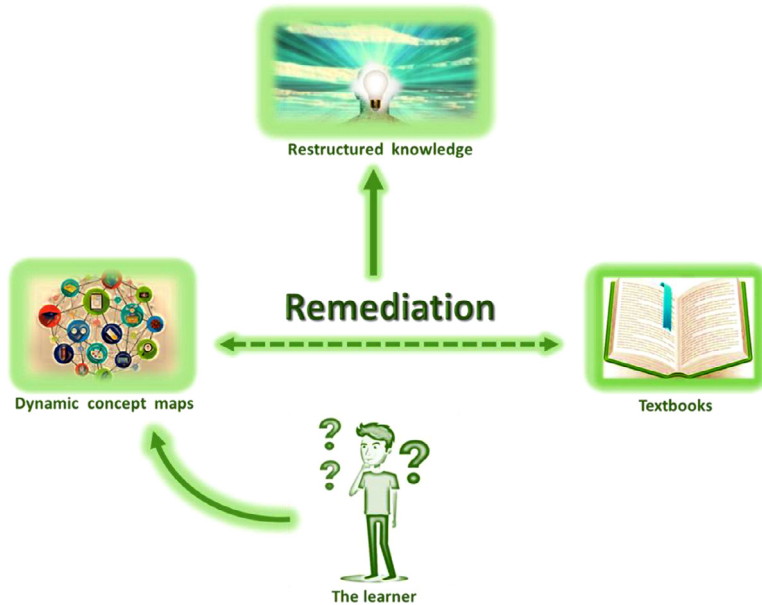 Restructured knowledge
Remediation
Dynamic concept maps
Textbooks
? ? ?
The learner